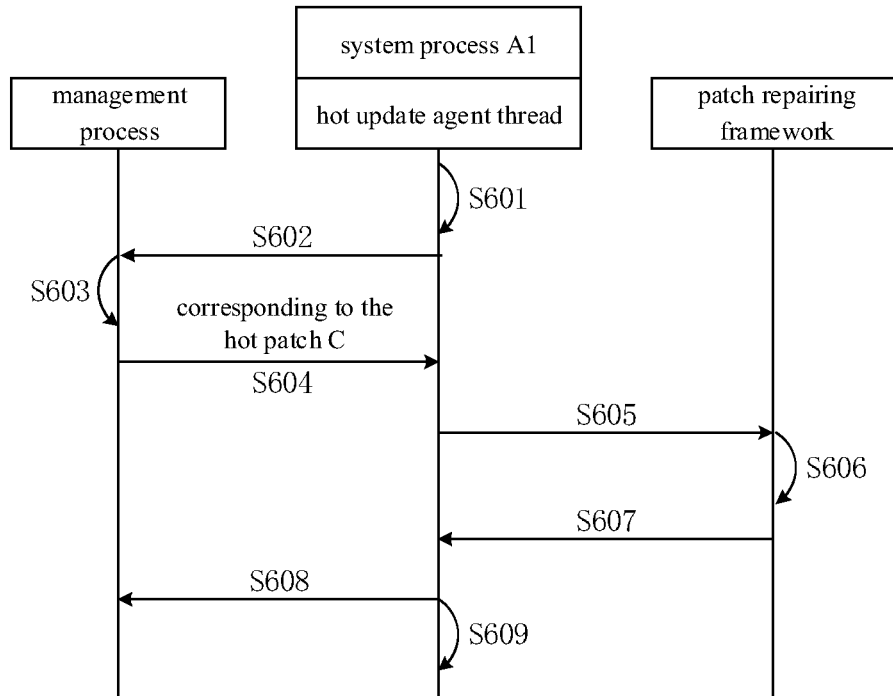 system process A1
management
process
hot update agent thread
patch repairing
framework
S601
S602
S603
corresponding to the
hot patch C
S604
S605
S606
S607
S608
S609